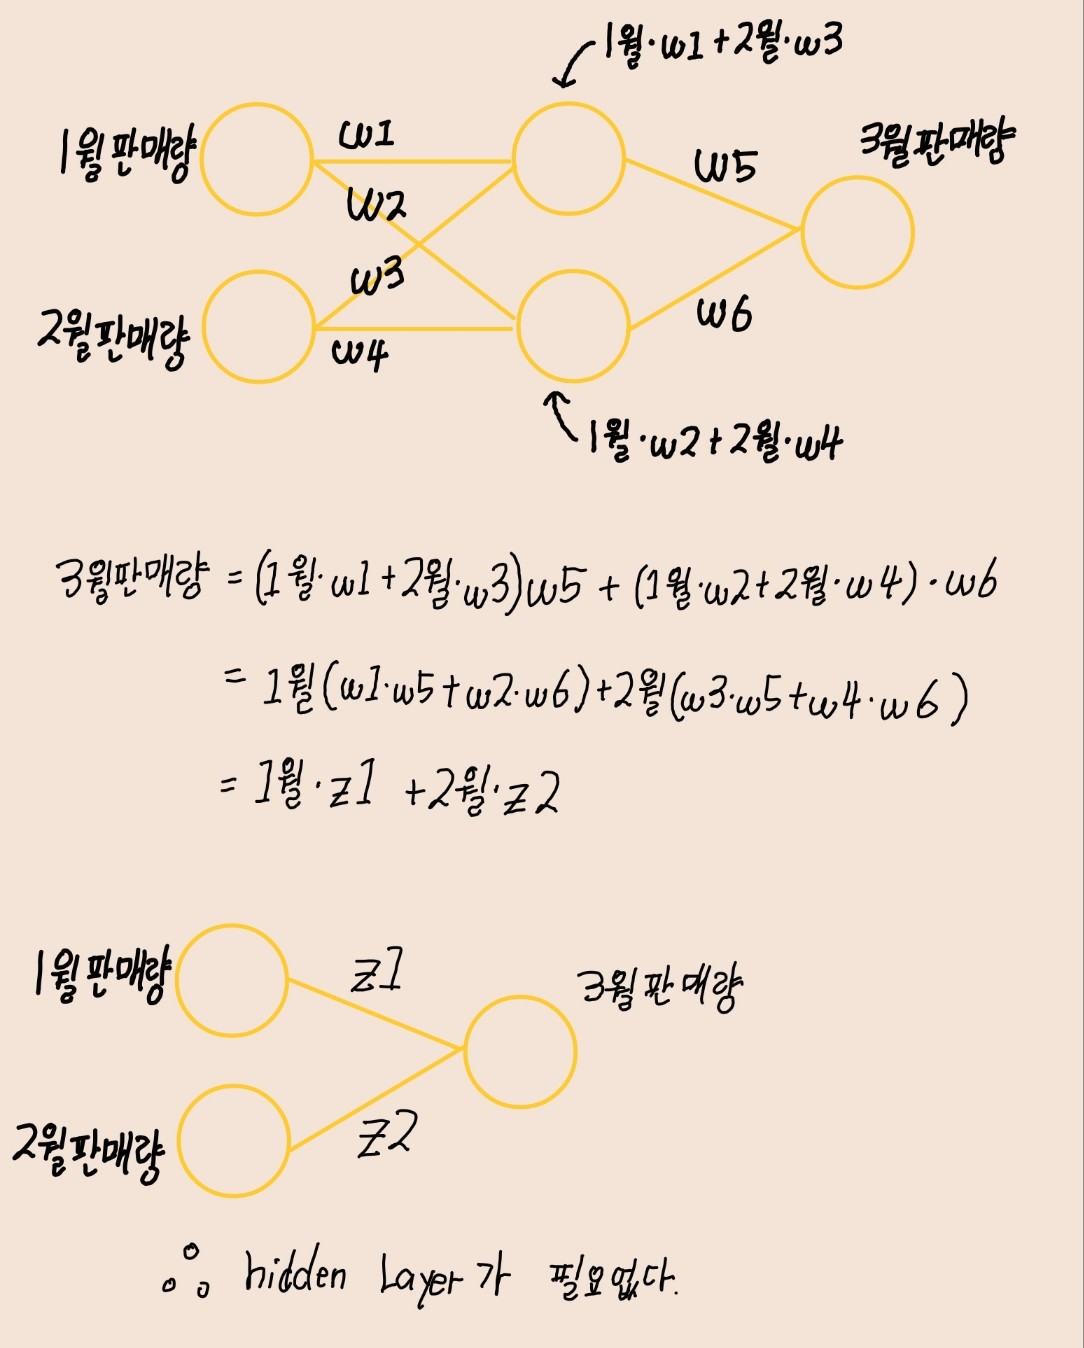 1월·w1+2월·w3
1월판매량
w1
w2
w3
w4
w5
w6
3월판매량
2월판매량
1월·w2+2월·w4
3월판매량 = (1월·w1+2월·w3)w5 + (1월·w2+2월·w4)·w6
= 1월(w1·w5+w2·w6)+2월(w3·w5+w4·w6)
= 1월·z1 +2월·z2
1월판매량
z1
3월판매량
2월판매량
z2
∴ hidden Layer가 필요없다.